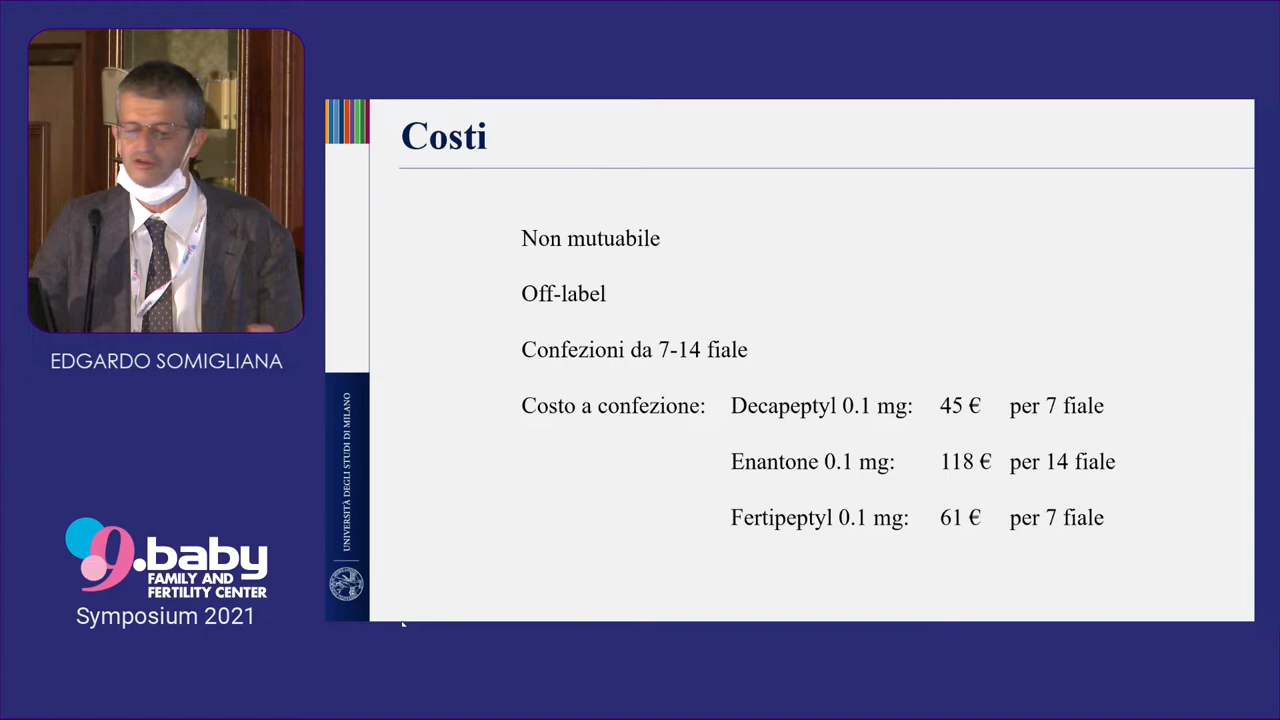 Costi
Non mutuabile
Off-label
Confezioni da 7-14 fiale
Costo a confezione: Decapeptyl 0.1 mg: 45 € per 7 fiale
Enantone 0.1 mg: 118 € per 14 fiale
Fertipeptyl 0.1 mg: 61 € per 7 fiale
UNIVERSITÀ DEGLI STUDI DI MILANO
EDGARDO SOMIGLIANA
9.baby
FAMILY AND
FERTILITY CENTER
Symposium 2021